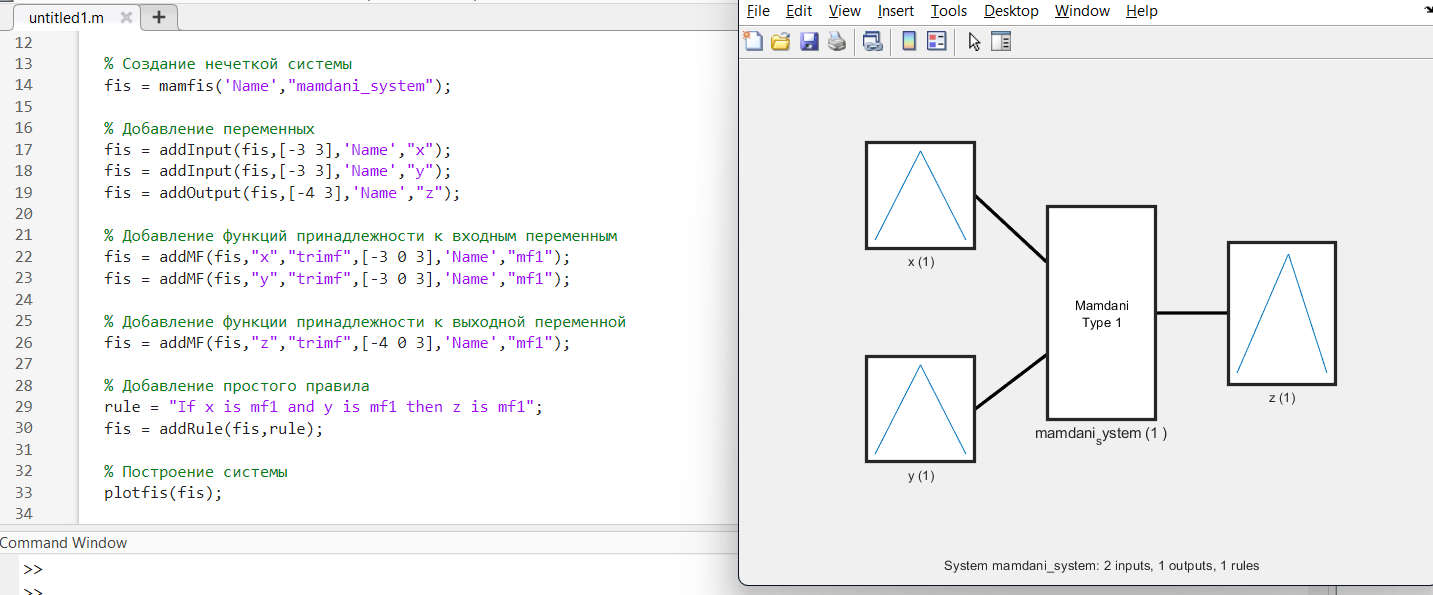 untitled1.m
12
13 % Создание нечеткой системы
14 fis = mamfis('Name',"mamdani_system");
15
16 % Добавление переменных
17 fis = addInput(fis,[-3 3],'Name',"x");
18 fis = addInput(fis,[-3 3],'Name',"y");
19 fis = addOutput(fis,[-4 3],'Name',"z");
20
21 % Добавление функций принадлежности к входным переменным
22 fis = addMF(fis,"x","trimf",[-3 0 3],'Name',"mf1");
23 fis = addMF(fis,"y","trimf",[-3 0 3],'Name',"mf1");
24
25 % Добавление функции принадлежности к выходной переменной
26 fis = addMF(fis,"z","trimf",[-4 0 3],'Name',"mf1");
27
28 % Добавление простого правила
29 rule = "If x is mf1 and y is mf1 then z is mf1";
30 fis = addRule(fis,rule);
31
32 % Построение системы
33 plotfis(fis);
34
Command Window
>>
>>
File Edit View Insert Tools Desktop Window Help
x (1)
Mamdani
Type 1
z (1)
mamdani_system (1 )
y (1)
System mamdani_system: 2 inputs, 1 outputs, 1 rules